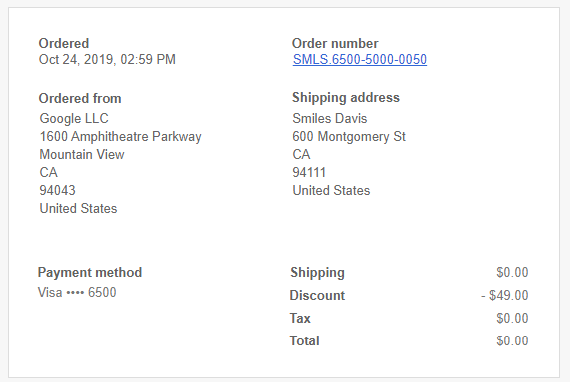 Ordered
Oct 24, 2019, 02:59 PM
Order number
SMLS.6500-5000-0050
Ordered from
Google LLC
1600 Amphitheatre Parkway
Mountain View
CA
94043
United States
Shipping address
Smiles Davis
600 Montgomery St
CA
94111
United States
Payment method
Visa •••• 6500
Shipping $0.00
Discount - $49.00
Tax $0.00
Total $0.00